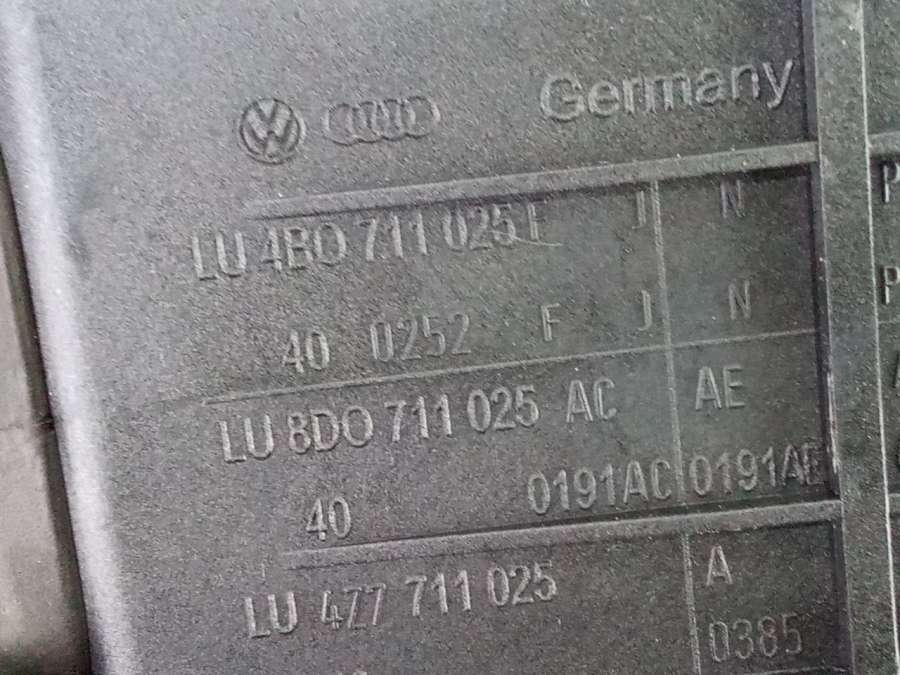 Germany
LU 4B0 711 025 F J N P
40 0252 F J N P
LU 8D0 711 025 AC AE
40 0191AC 0191AE
LU 4Z7 711 025 A
0385